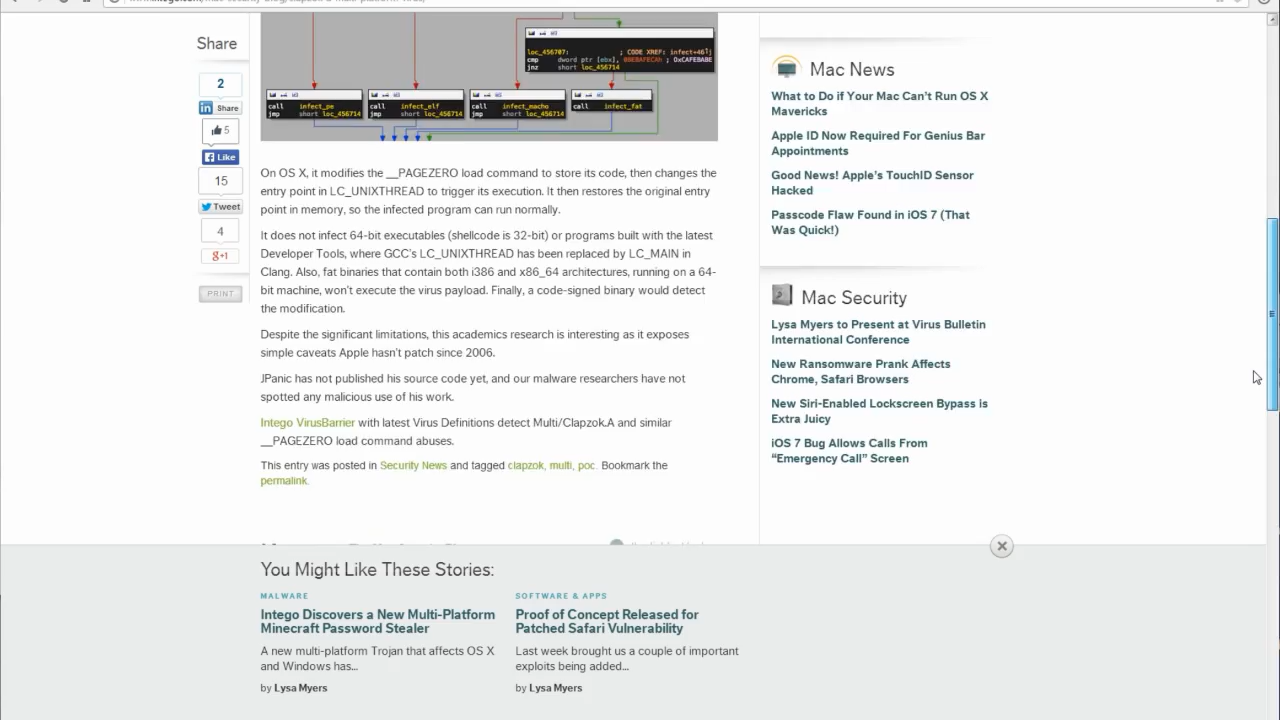 Share
2
in Share
5
Like
15
Tweet
4
g+1
PRINT
loc_456707: ; CODE XREF: infect+46↑j
cmp dword ptr [ebx], 0BEBAFECAh ; 0xCAFEBABE
jnz short loc_456714
call infect_pe
jmp short loc_456714
call infect_elf
jmp short loc_456714
call infect_macho
jmp short loc_456714
call infect_fat
On OS X, it modifies the __PAGEZERO load command to store its code, then changes the
entry point in LC_UNIXTHREAD to trigger its execution. It then restores the original entry
point in memory, so the infected program can run normally.
It does not infect 64-bit executables (shellcode is 32-bit) or programs built with the latest
Developer Tools, where GCC's LC_UNIXTHREAD has been replaced by LC_MAIN in
Clang. Also, fat binaries that contain both i386 and x86_64 architectures, running on a 64-
bit machine, won't execute the virus payload. Finally, a code-signed binary would detect
the modification.
Despite the significant limitations, this academics research is interesting as it exposes
simple caveats Apple hasn't patch since 2006.
JPanic has not published his source code yet, and our malware researchers have not
spotted any malicious use of his work.
Intego VirusBarrier with latest Virus Definitions detect Multi/Clapzok.A and similar
__PAGEZERO load command abuses.
This entry was posted in Security News and tagged clapzok, multi, poc. Bookmark the
permalink.
Mac News
What to Do if Your Mac Can't Run OS X
Mavericks
Apple ID Now Required For Genius Bar
Appointments
Good News! Apple's TouchID Sensor
Hacked
Passcode Flaw Found in iOS 7 (That
Was Quick!)
Mac Security
Lysa Myers to Present at Virus Bulletin
International Conference
New Ransomware Prank Affects
Chrome, Safari Browsers
New Siri-Enabled Lockscreen Bypass is
Extra Juicy
iOS 7 Bug Allows Calls From
“Emergency Call” Screen
You Might Like These Stories:
MALWARE
Intego Discovers a New Multi-Platform
Minecraft Password Stealer
A new multi-platform Trojan that affects OS X
and Windows has...
by Lysa Myers
SOFTWARE & APPS
Proof of Concept Released for
Patched Safari Vulnerability
Last week brought us a couple of important
exploits being added...
by Lysa Myers